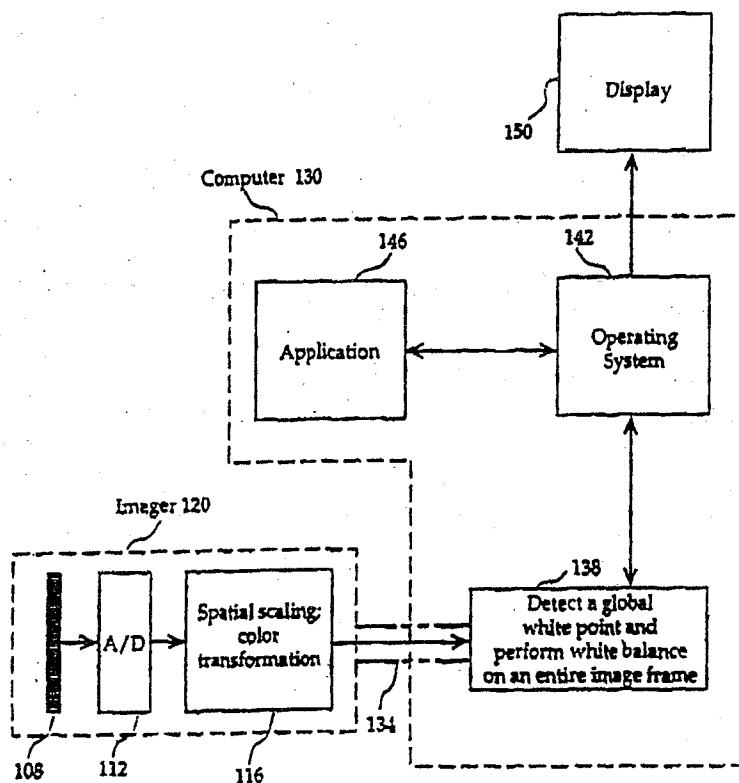 Display
150
Computer 130
146
142
Application
Operating
System
Imager 120
138
A/D
Spatial scaling;
color
transformation
Detect a global
white point and
perform white balance
on an entire image frame
134
108
112
116